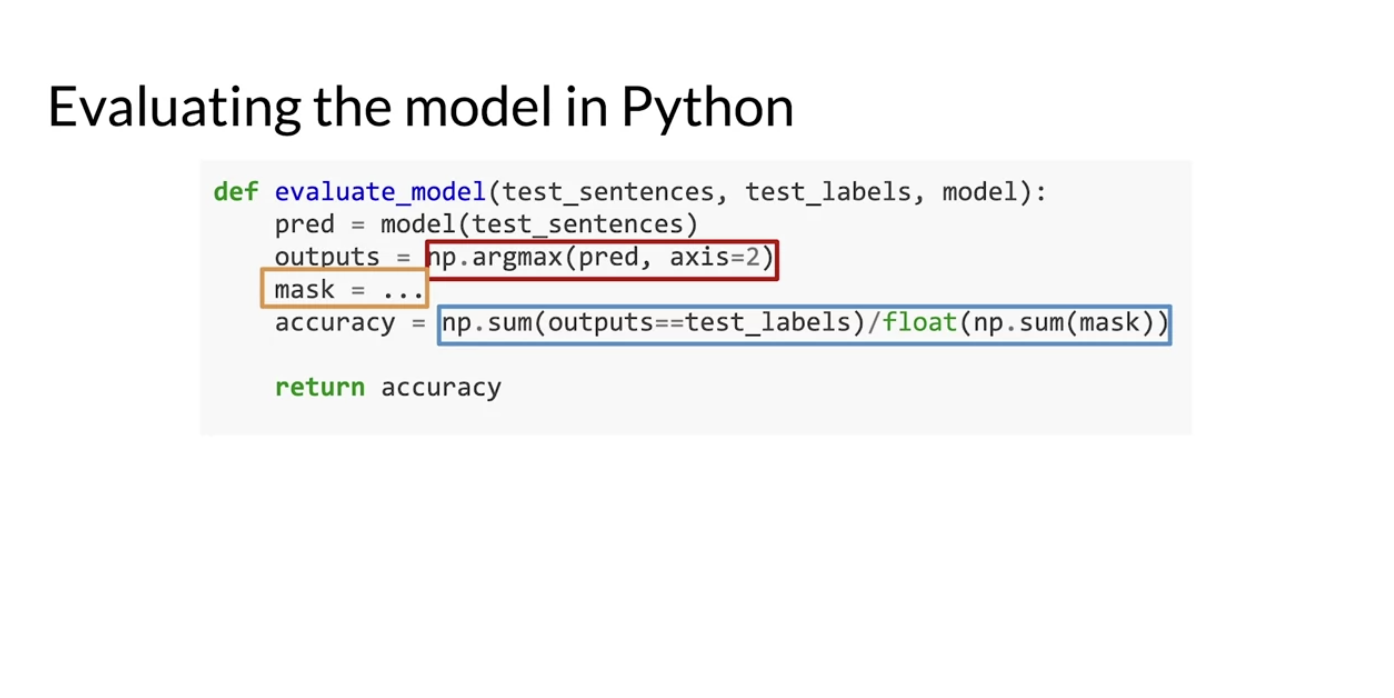 Evaluating the model in Python
def evaluate_model(test_sentences, test_labels, model):
    pred = model(test_sentences)
    outputs = np.argmax(pred, axis=2)
    mask = ...
    accuracy = np.sum(outputs==test_labels)/float(np.sum(mask))
    return accuracy